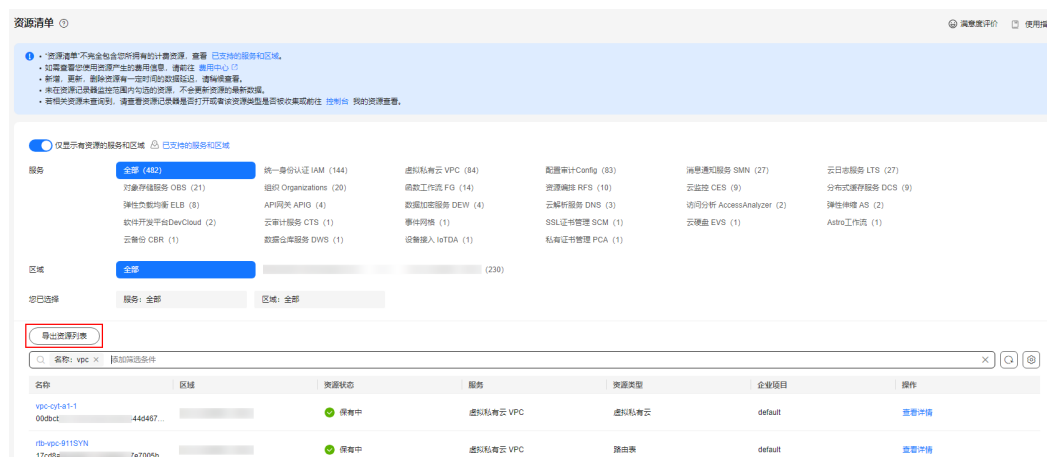 资源清单
满意度评价 使用指
• “资源清单”不完全包含您所拥有的计费资源，查看 已支持的服务和区域。
• 如需查看您使用资源产生的费用信息，请前往 费用中心
• 新增、更新、删除资源有一定时间的数据延迟，请稍候查看。
• 未在资源记录器监控范围内勾选的资源，不会更新资源的最新数据。
• 若相关资源未查询到，请查看资源记录器是否打开或者该资源类型是否被收集或前往 控制台 我的资源查看。
仅显示有资源的服务和区域 已支持的服务和区域
服务 全部 (482) 统一身份认证 IAM (144) 虚拟私有云 VPC (84) 配置审计Config (83) 消息通知服务 SMN (27) 云日志服务 LTS (27)
对象存储服务 OBS (21) 组织 Organizations (20) 函数工作流 FG (14) 资源编排 RFS (10) 云监控 CES (9) 分布式缓存服务 DCS (9)
弹性负载均衡 ELB (8) API网关 APIG (4) 数据加密服务 DEW (4) 云解析服务 DNS (3) 访问分析 AccessAnalyzer (2) 弹性伸缩 AS (2)
软件开发平台DevCloud (2) 云审计服务 CTS (1) 事件网格 (1) SSL证书管理 SCM (1) 云硬盘 EVS (1) Astro工作流 (1)
云备份 CBR (1) 数据仓库服务 DWS (1) 设备接入 IoTDA (1) 私有证书管理 PCA (1)
区域 全部 (230)
您已选择 服务：全部 区域：全部
导出资源列表
名称：vpc × 添加筛选条件 ×
名称 区域 资源状态 服务 资源类型 企业项目 操作
vpc-cyt-a1-1
00dbct 44d467... 保有中 虚拟私有云 VPC 虚拟私有云 default 查看详情
rtb-vpc-911SYN
保有中 虚拟私有云 VPC 路由表 default 查看详情